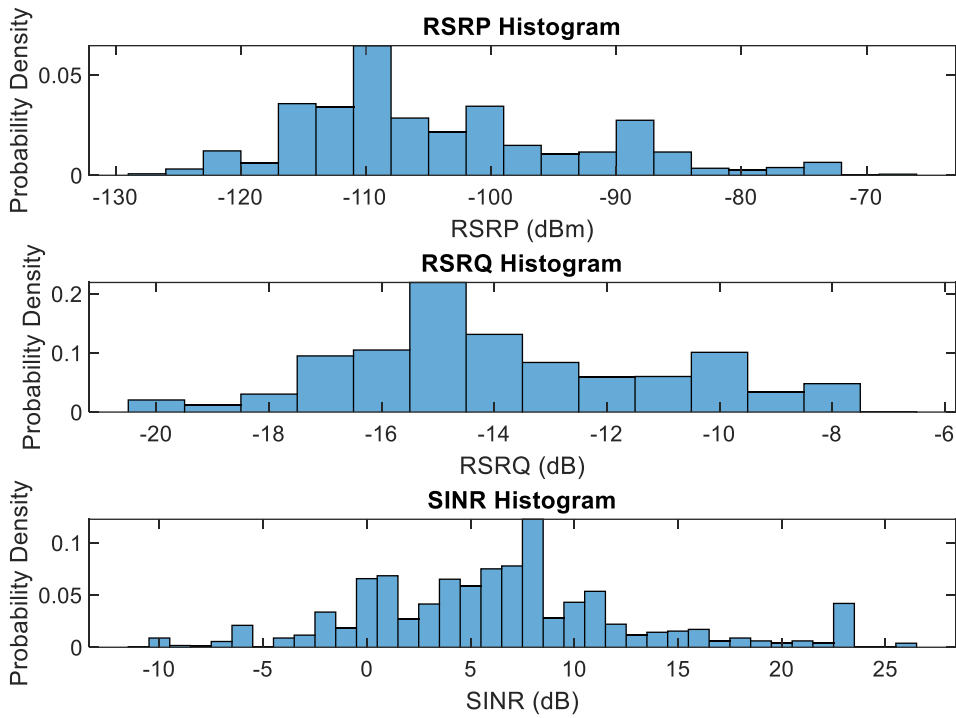 RSRP Histogram
Probability Density
0.05
0
-130 -120 -110 -100 -90 -80 -70
RSRP (dBm)
RSRQ Histogram
Probability Density
0.2
0.1
0
-20 -18 -16 -14 -12 -10 -8 -6
RSRQ (dB)
SINR Histogram
Probability Density
0.1
0.05
0
-10 -5 0 5 10 15 20 25
SINR (dB)